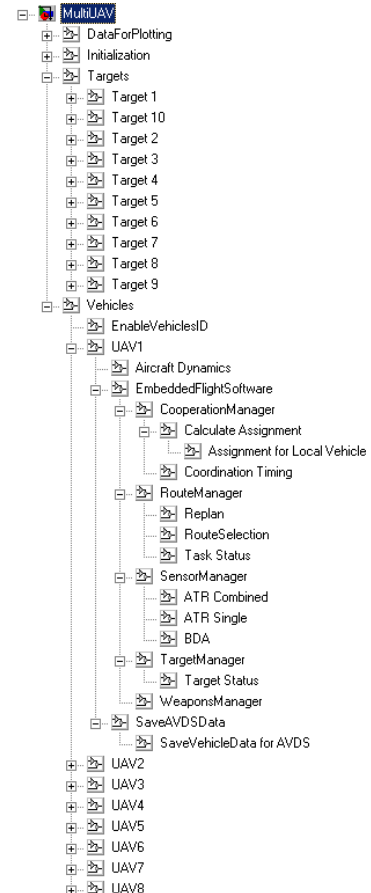 MultiUAV
DataForPlotting
Initialization
Targets
Target 1
Target 10
Target 2
Target 3
Target 4
Target 5
Target 6
Target 7
Target 8
Target 9
Vehicles
EnableVehiclesID
UAV1
Aircraft Dynamics
EmbeddedFlightSoftware
CooperationManager
Calculate Assignment
Assignment for Local Vehicle
Coordination Timing
RouteManager
Replan
RouteSelection
Task Status
SensorManager
ATR Combined
ATR Single
BDA
TargetManager
Target Status
WeaponsManager
SaveAVDSData
SaveVehicleData for AVDS
UAV2
UAV3
UAV4
UAV5
UAV6
UAV7
UAV8